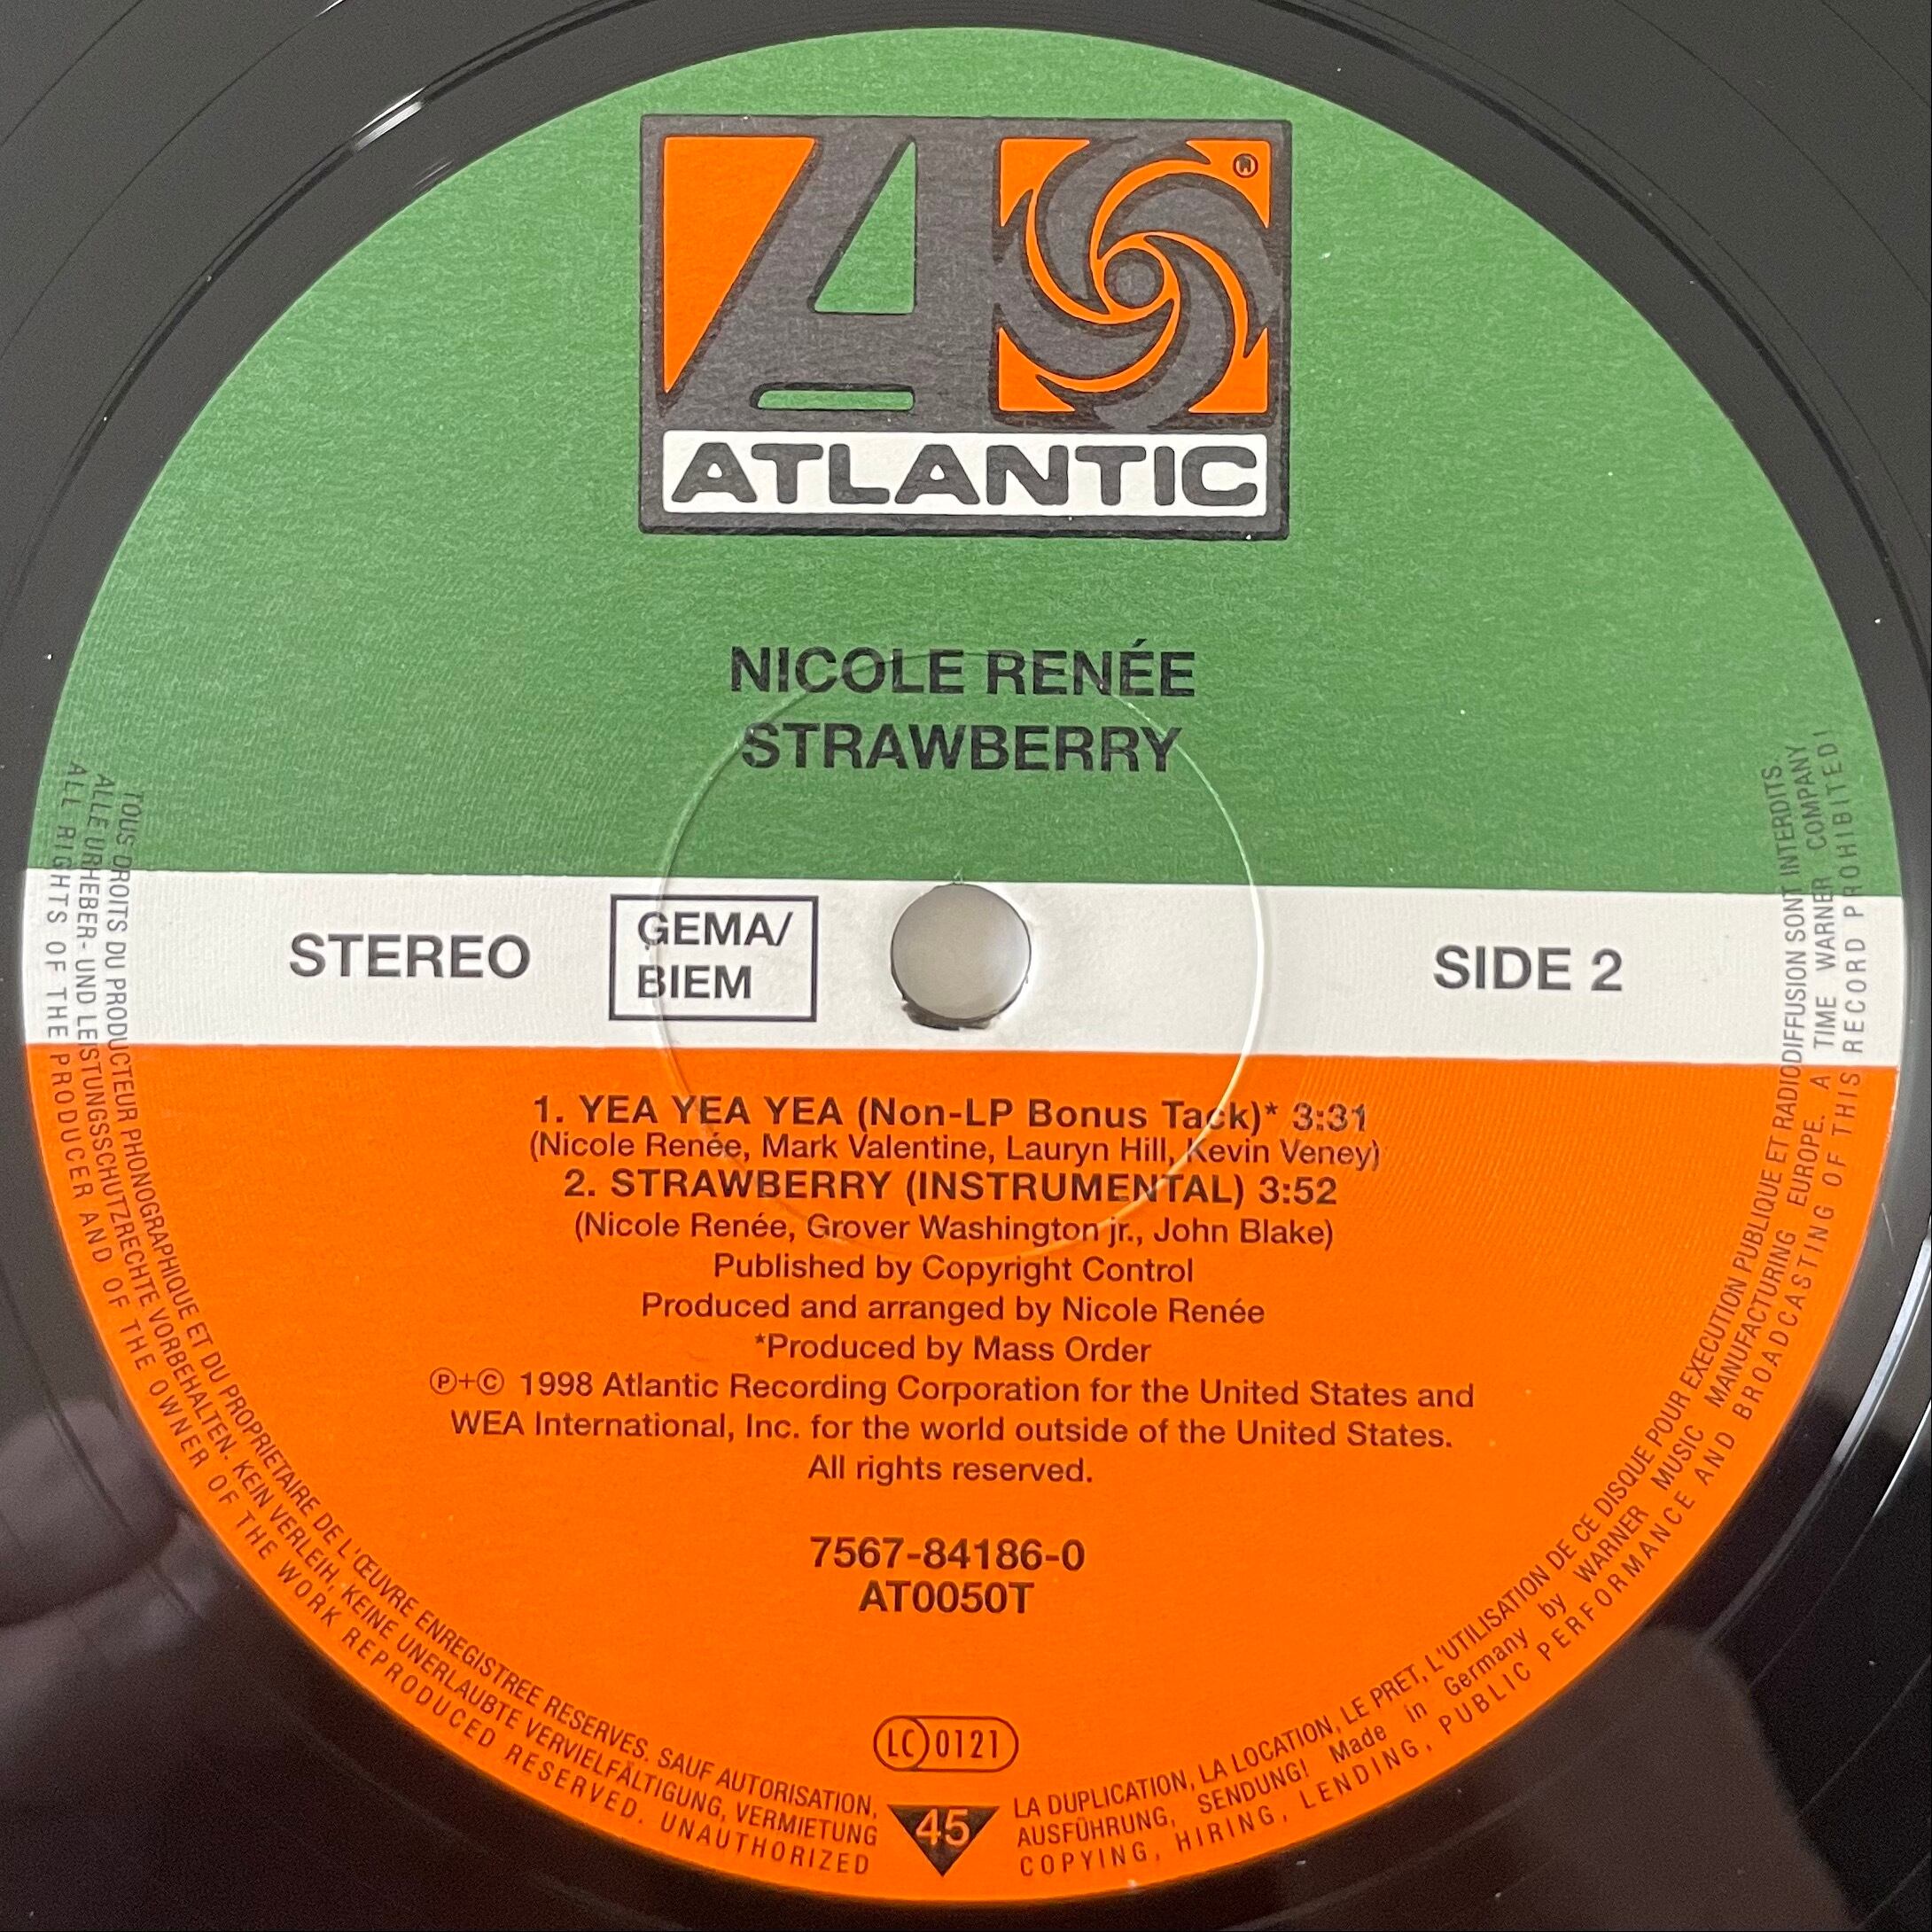 ATLANTIC
NICOLE RENÉE
STRAWBERRY
STEREO
GEMA/
BIEM
SIDE 2
1. YEA YEA YEA (Non-LP Bonus Tack)* 3:31
(Nicole Renée, Mark Valentine, Lauryn Hill, Kevin Veney)
2. STRAWBERRY (INSTRUMENTAL) 3:52
(Nicole Renée, Grover Washington jr., John Blake)
Published by Copyright Control
Produced and arranged by Nicole Renée
*Produced by Mass Order
Ⓟ+© 1998 Atlantic Recording Corporation for the United States and
WEA International, Inc. for the world outside of the United States.
All rights reserved.
7567-84186-0
AT0050T
LC 0121
45
TOUS DROITS DU PRODUCTEUR PHONOGRAPHIQUE ET DU PROPRIETAIRE DE L'ŒUVRE ENREGISTREE RESERVES. SAUF AUTORISATION, LA DUPLICATION, LA LOCATION, LE PRET, L'UTILISATION DE CE DISQUE POUR EXECUTION PUBLIQUE ET RADIODIFFUSION SONT INTERDITS.
ALLE URHEBER- UND LEISTUNGSSCHUTZRECHTE VORBEHALTEN. KEIN VERLEIH, KEINE UNERLAUBTE VERVIELFÄLTIGUNG, VERMIETUNG AUSFÜHRUNG, SENDUNG! Made in Germany by WARNER MUSIC MANUFACTURING EUROPE. A TIME WARNER COMPANY
ALL RIGHTS OF THE PRODUCER AND OF THE OWNER OF THE WORK REPRODUCED RESERVED. UNAUTHORIZED COPYING, HIRING, LENDING, PUBLIC PERFORMANCE AND BROADCASTING OF THIS RECORD PROHIBITED!